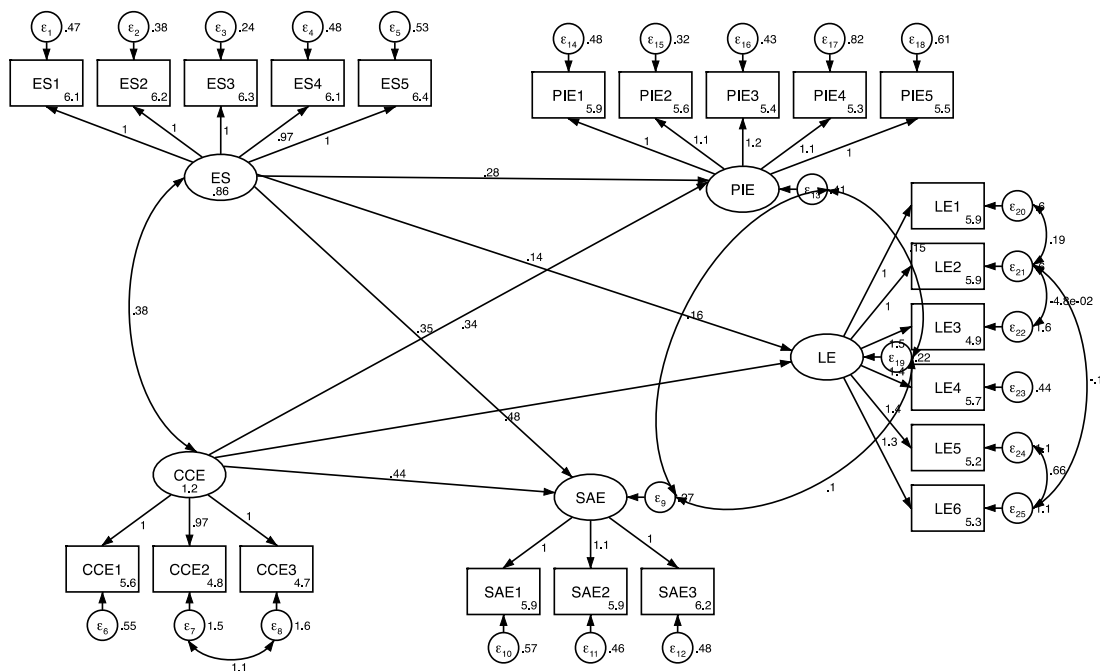 ε1 .47 ε2 .38 ε3 .24 ε4 .48 ε5 .53
ES1 6.1 ES2 6.2 ES3 6.3 ES4 6.1 ES5 6.4
1 1 1 .97 1
ES .86
ε14 .48 ε15 .32 ε16 .43 ε17 .82 ε18 .61
PIE1 5.9 PIE2 5.6 PIE3 5.4 PIE4 5.3 PIE5 5.5
1 1.1 1.2 1.1 1
.28
PIE ε13
LE1 5.9 ε20
.19
.15
LE2 5.9 ε21
1 1
-4.8e-02
.14
.38
.35 .34
.16
LE3 4.9 ε22 1.6
1.5
LE ε19 .22
1.1
LE4 5.7 ε23 .44
-.1
1.4
1.3
LE5 5.2 ε24 1.1
.66
LE6 5.3 ε25 1.1
.48
.44
.1
CCE 1.2
SAE ε9
1 .97 1
CCE1 5.6 CCE2 4.8 CCE3 4.7
ε6 .55 ε7 1.5 ε8 1.6
1.1
1 1.1 1
SAE1 5.9 SAE2 5.9 SAE3 6.2
ε10 .57 ε11 .46 ε12 .48